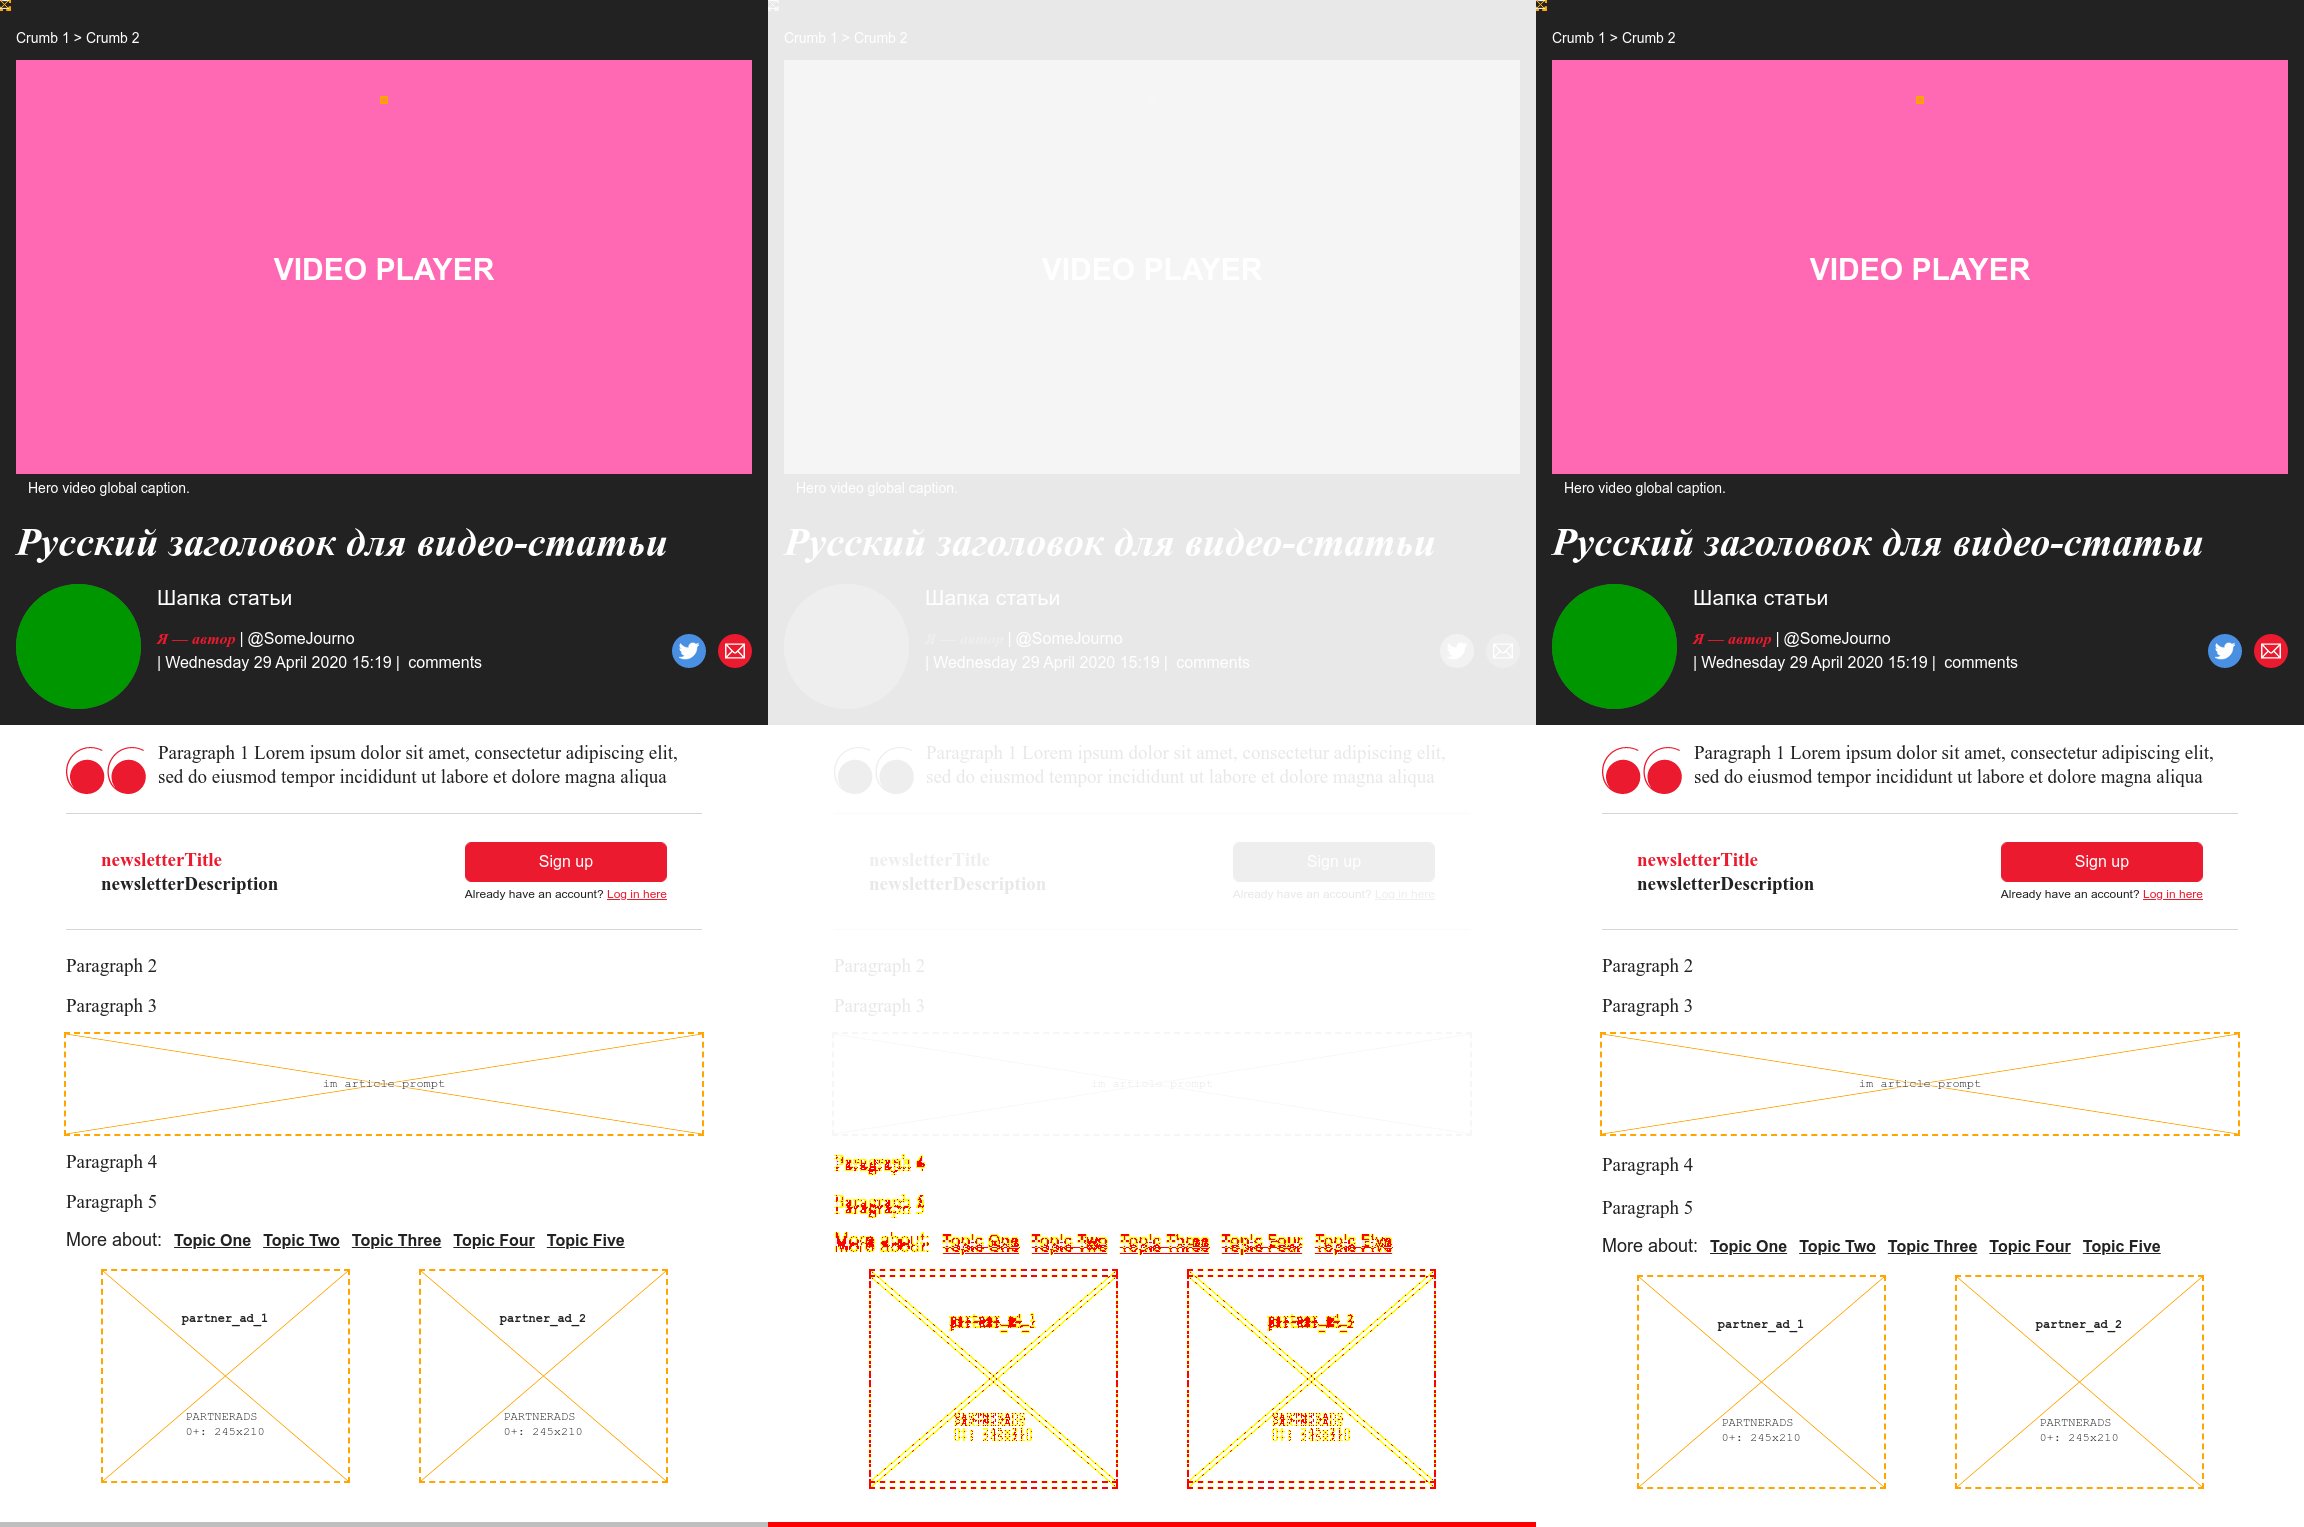 Crumb 1 > Crumb 2
VIDEO PLAYER
Hero video global caption.
Русский заголовок для видео-статьи
Шапка статьи
Я — автор | @SomeJourno
| Wednesday 29 April 2020 15:19 | comments
Paragraph 1 Lorem ipsum dolor sit amet, consectetur adipiscing elit,
sed do eiusmod tempor incididunt ut labore et dolore magna aliqua
newsletterTitle
newsletterDescription
Sign up
Already have an account? Log in here
Paragraph 2
Paragraph 3
im article prompt
Paragraph 4
Paragraph 5
More about: Topic One Topic Two Topic Three Topic Four Topic Five
partner_ad_1
PARTNERADS
0+: 245x210
partner_ad_2
PARTNERADS
0+: 245x210
Crumb 1 > Crumb 2
VIDEO PLAYER
Hero video global caption.
Русский заголовок для видео-статьи
Шапка статьи
Я — автор | @SomeJourno
| Wednesday 29 April 2020 15:19 | comments
Paragraph 1 Lorem ipsum dolor sit amet, consectetur adipiscing elit,
sed do eiusmod tempor incididunt ut labore et dolore magna aliqua
newsletterTitle
newsletterDescription
Sign up
Already have an account? Log in here
Paragraph 2
Paragraph 3
im article prompt
Paragraph 4
Paragraph 5
More about: Topic One Topic Two Topic Three Topic Four Topic Five
Crumb 1 > Crumb 2
VIDEO PLAYER
Hero video global caption.
Русский заголовок для видео-статьи
Шапка статьи
Я — автор | @SomeJourno
| Wednesday 29 April 2020 15:19 | comments
Paragraph 1 Lorem ipsum dolor sit amet, consectetur adipiscing elit,
sed do eiusmod tempor incididunt ut labore et dolore magna aliqua
newsletterTitle
newsletterDescription
Sign up
Already have an account? Log in here
Paragraph 2
Paragraph 3
im article prompt
Paragraph 4
Paragraph 5
More about: Topic One Topic Two Topic Three Topic Four Topic Five
partner_ad_1
PARTNERADS
0+: 245x210
partner_ad_2
PARTNERADS
0+: 245x210